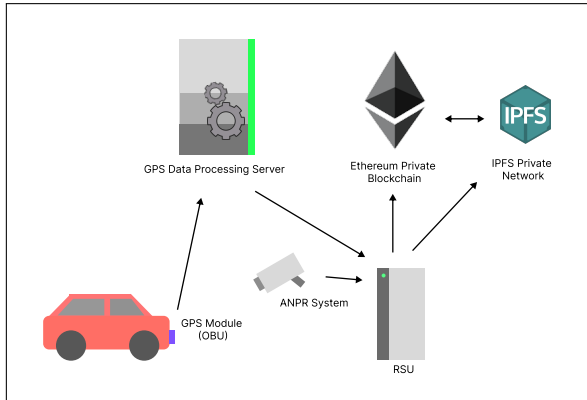 IPFS
GPS Data Processing Server
Ethereum Private
Blockchain
IPFS Private
Network
ANPR System
GPS Module
(OBU)
RSU